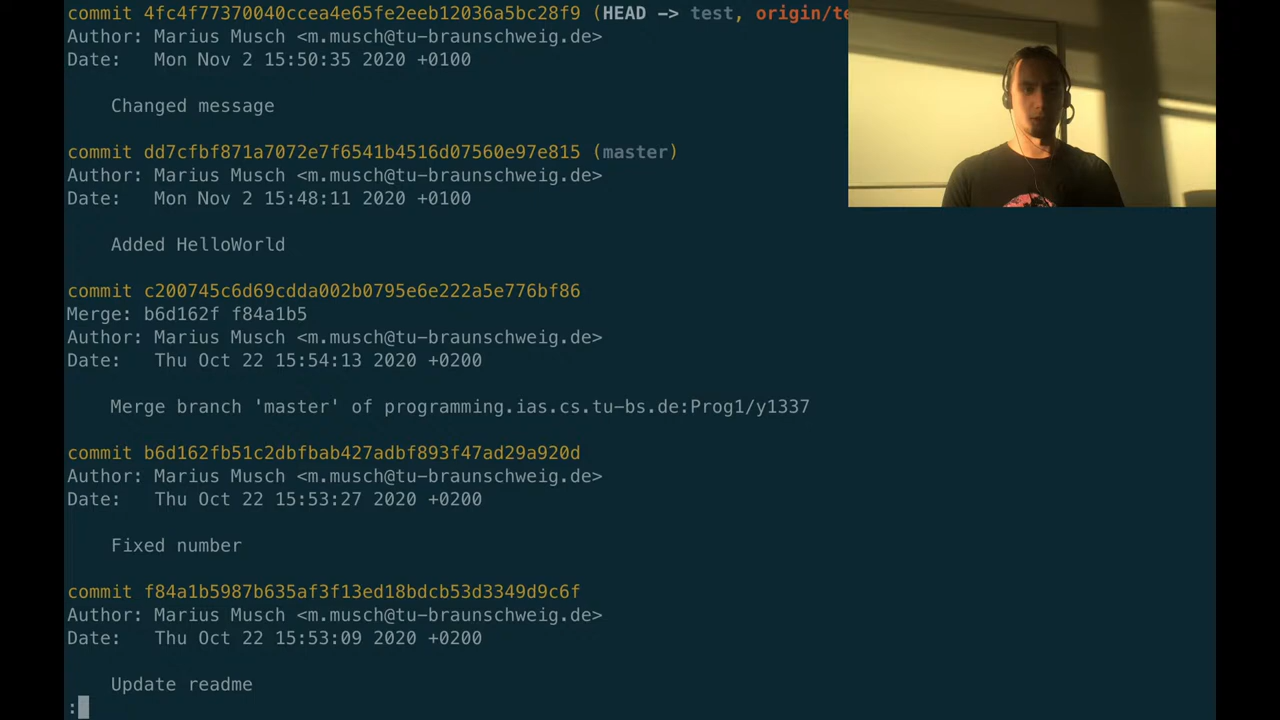 commit 4fc4f77370040ccea4e65fe2eeb12036a5bc28f9 (HEAD -> test, origin/te
Author: Marius Musch <m.musch@tu-braunschweig.de>
Date:   Mon Nov 2 15:50:35 2020 +0100
Changed message
commit dd7cfbf871a7072e7f6541b4516d07560e97e815 (master)
Author: Marius Musch <m.musch@tu-braunschweig.de>
Date:   Mon Nov 2 15:48:11 2020 +0100
Added HelloWorld
commit c200745c6d69cdda002b0795e6e222a5e776bf86
Merge: b6d162f f84a1b5
Author: Marius Musch <m.musch@tu-braunschweig.de>
Date:   Thu Oct 22 15:54:13 2020 +0200
Merge branch 'master' of programming.ias.cs.tu-bs.de:Prog1/y1337
commit b6d162fb51c2dbfbab427adbf893f47ad29a920d
Author: Marius Musch <m.musch@tu-braunschweig.de>
Date:   Thu Oct 22 15:53:27 2020 +0200
Fixed number
commit f84a1b5987b635af3f13ed18bdcb53d3349d9c6f
Author: Marius Musch <m.musch@tu-braunschweig.de>
Date:   Thu Oct 22 15:53:09 2020 +0200
Update readme
: